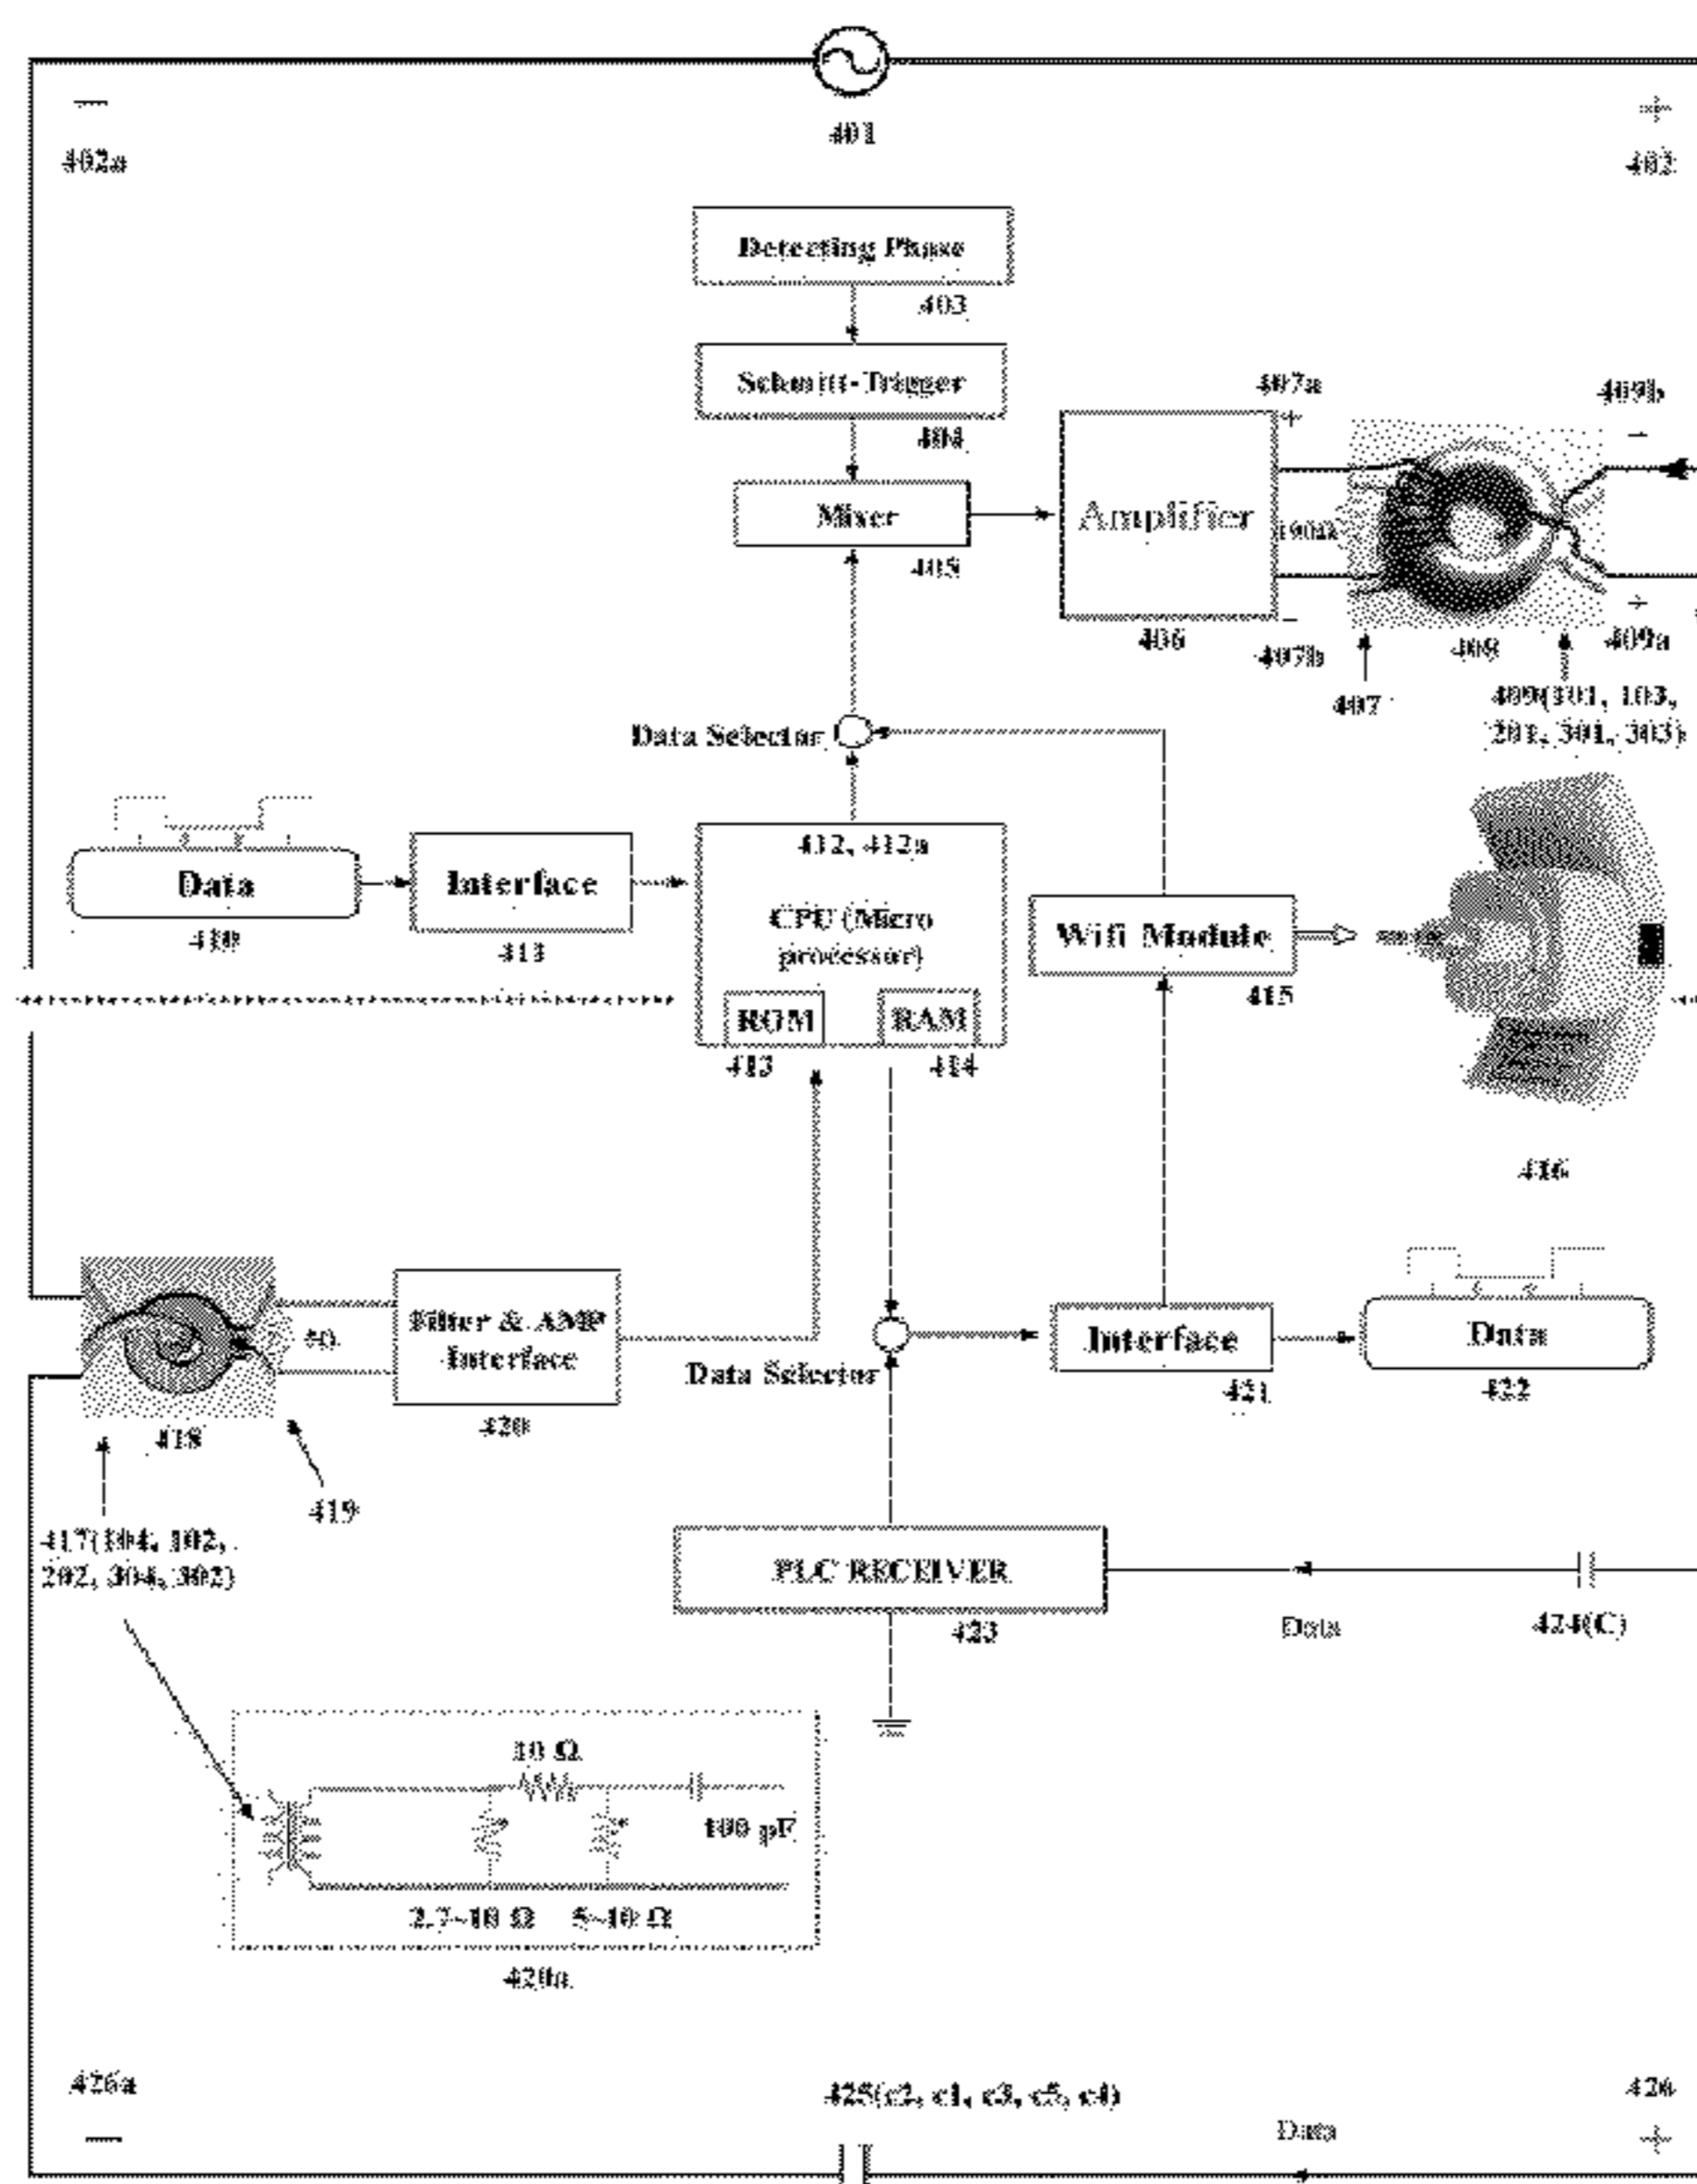 401
402a
402
Detecting Phase
403
Schmitt-Trigger
404
407a
409b
Mixer
405
Amplifier
406
407b
407
408
409a
409(101, 103,
201, 301, 303)
Data Selector
Data
410
Interface
411
412, 412a
CPU (Micro
processor)
ROM
413
RAM
414
Wifi Module
415
416
418
419
417(104, 102,
202, 304, 302)
Filter & AMP
Interface
420
Data Selector
Interface
421
Data
422
PLC RECEIVER
423
Data
424(C)
10 Ω
100 pF
2.7~10 Ω 5~10 Ω
420a
426a
425(c2, c1, c3, c5, c4)
426
Data